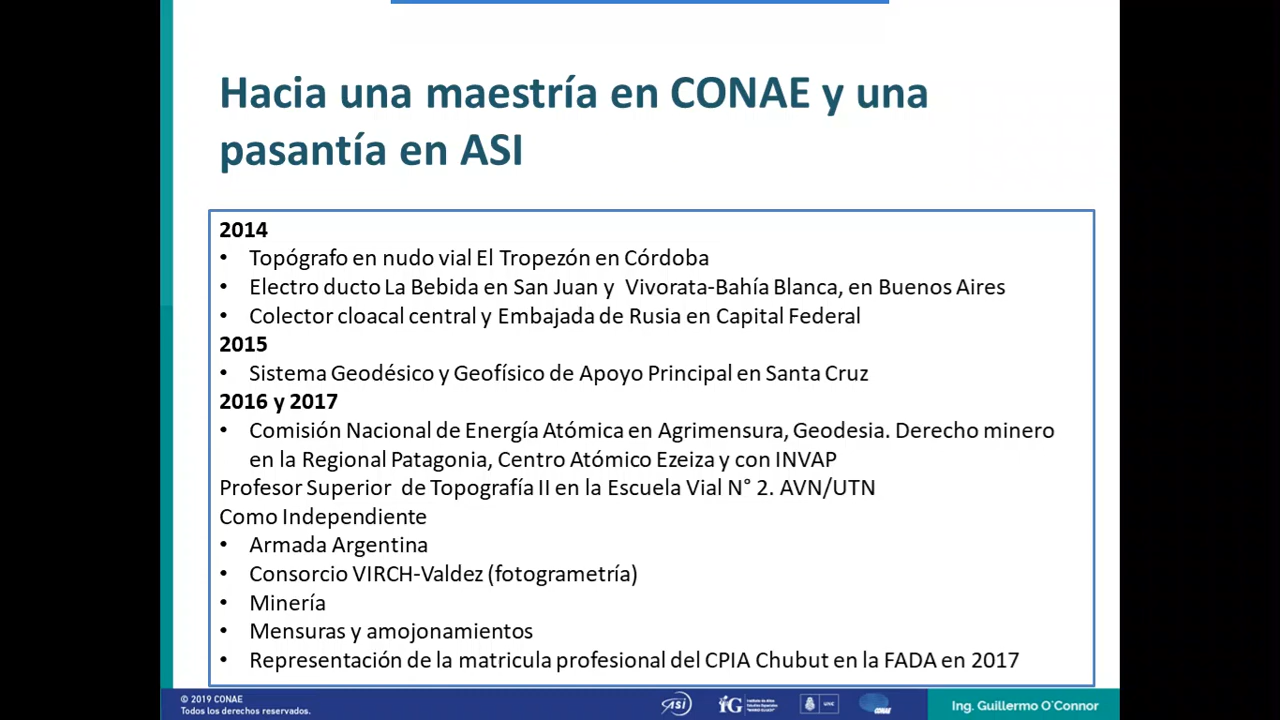 Hacia una maestría en CONAE y una
pasantía en ASI
2014
• Topógrafo en nudo vial El Tropezón en Córdoba
• Electro ducto La Bebida en San Juan y  Vivorata-Bahía Blanca, en Buenos Aires
• Colector cloacal central y Embajada de Rusia en Capital Federal
2015
• Sistema Geodésico y Geofísico de Apoyo Principal en Santa Cruz
2016 y 2017
• Comisión Nacional de Energía Atómica en Agrimensura, Geodesia. Derecho minero
en la Regional Patagonia, Centro Atómico Ezeiza y con INVAP
Profesor Superior  de Topografía II en la Escuela Vial N° 2. AVN/UTN
Como Independiente
• Armada Argentina
• Consorcio VIRCH-Valdez (fotogrametría)
• Minería
• Mensuras y amojonamientos
• Representación de la matricula profesional del CPIA Chubut en la FADA en 2017
© 2019 CONAE
Todos los derechos reservados.
ASI
iG
UNC
CONAE
Ing. Guillermo O`Connor